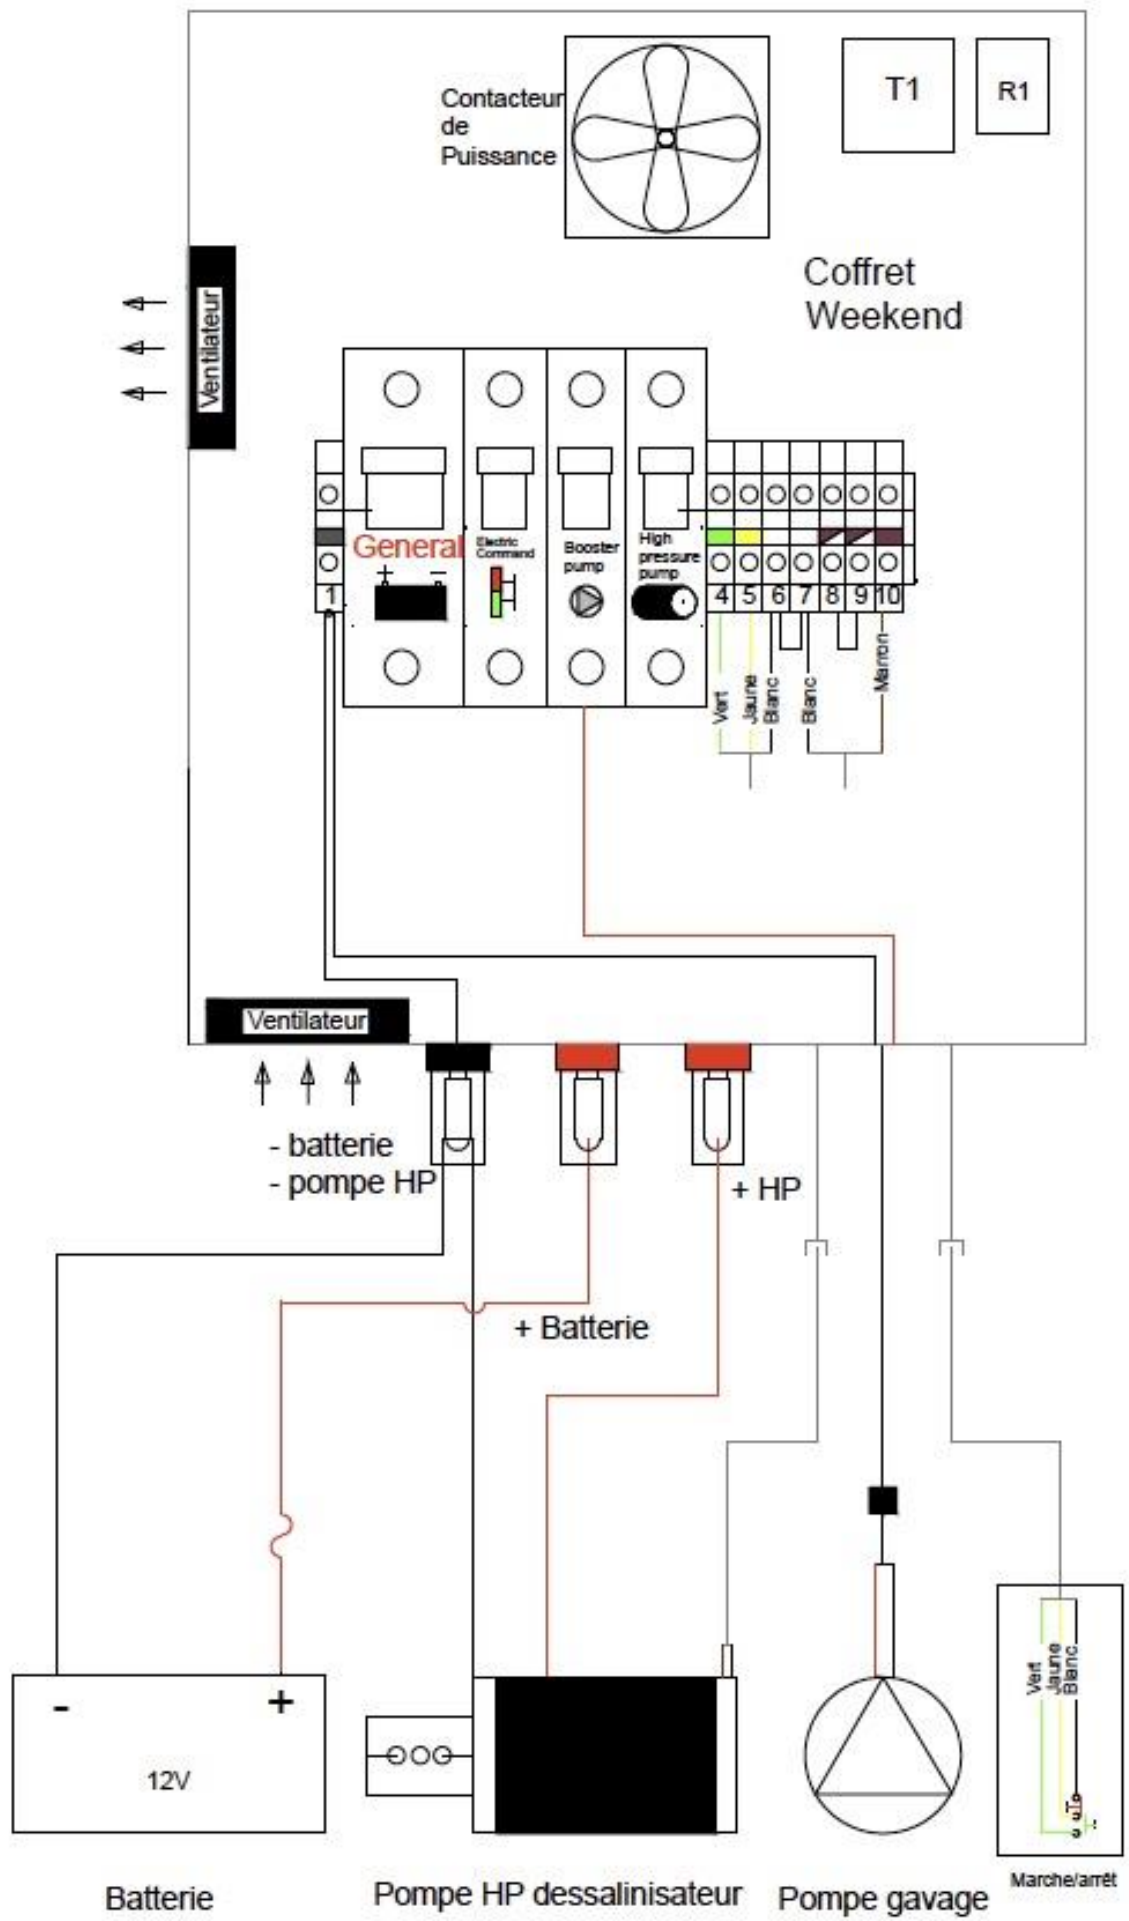 Contacteur
de
Puissance
T1
R1
Coffret
Weekend
Ventilateur
General
+ -
Electric
Command
Booster
pump
High
pressure
pump
1
4 5 6 7 8 9 10
Vert
Jaune
Blanc
Blanc
Marron
Ventilateur
- batterie
- pompe HP
+ HP
+ Batterie
- +
12V
Vert
Jaune
Blanc
Marche/arrêt
Batterie
Pompe HP dessalinisateur
Pompe gavage